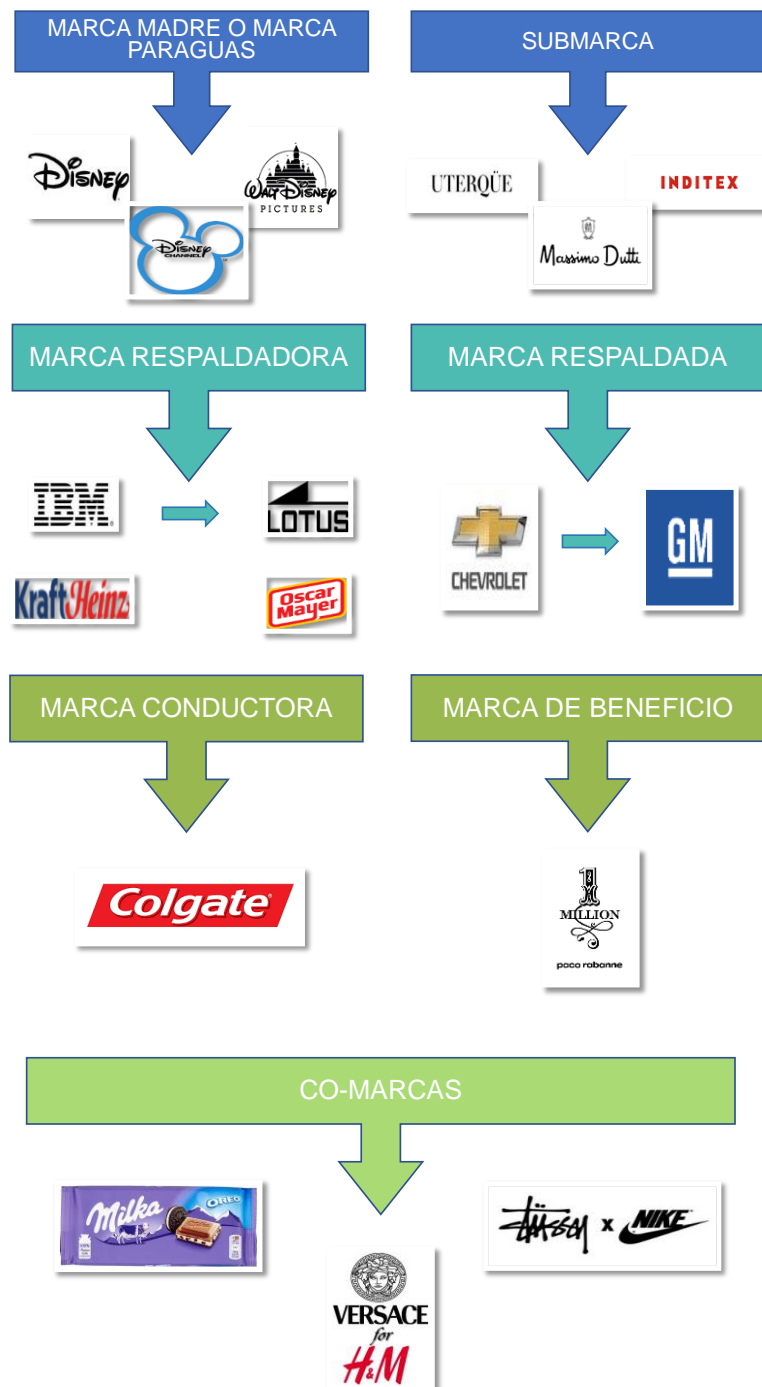 MARCA MADRE O MARCA
PARAGUAS
SUBMARCA
Disney
WALT DISNEY
PICTURES
DISNEY
CHANNEL
UTERQÜE
INDITEX
Massimo Dutti
MARCA RESPALDADORA
MARCA RESPALDADA
IBM
LOTUS
Kraft Heinz
Oscar
Mayer
CHEVROLET
GM
MARCA CONDUCTORA
MARCA DE BENEFICIO
Colgate
1
MILLION
paco rabanne
CO-MARCAS
Milka
OREO
STÜSSY x NIKE
VERSACE
for
H&M